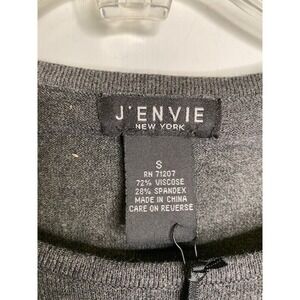 J'ENVIE
NEW YORK
S
RN 71207
72% VISCOSE
28% SPANDEX
MADE IN CHINA
CARE ON REVERSE